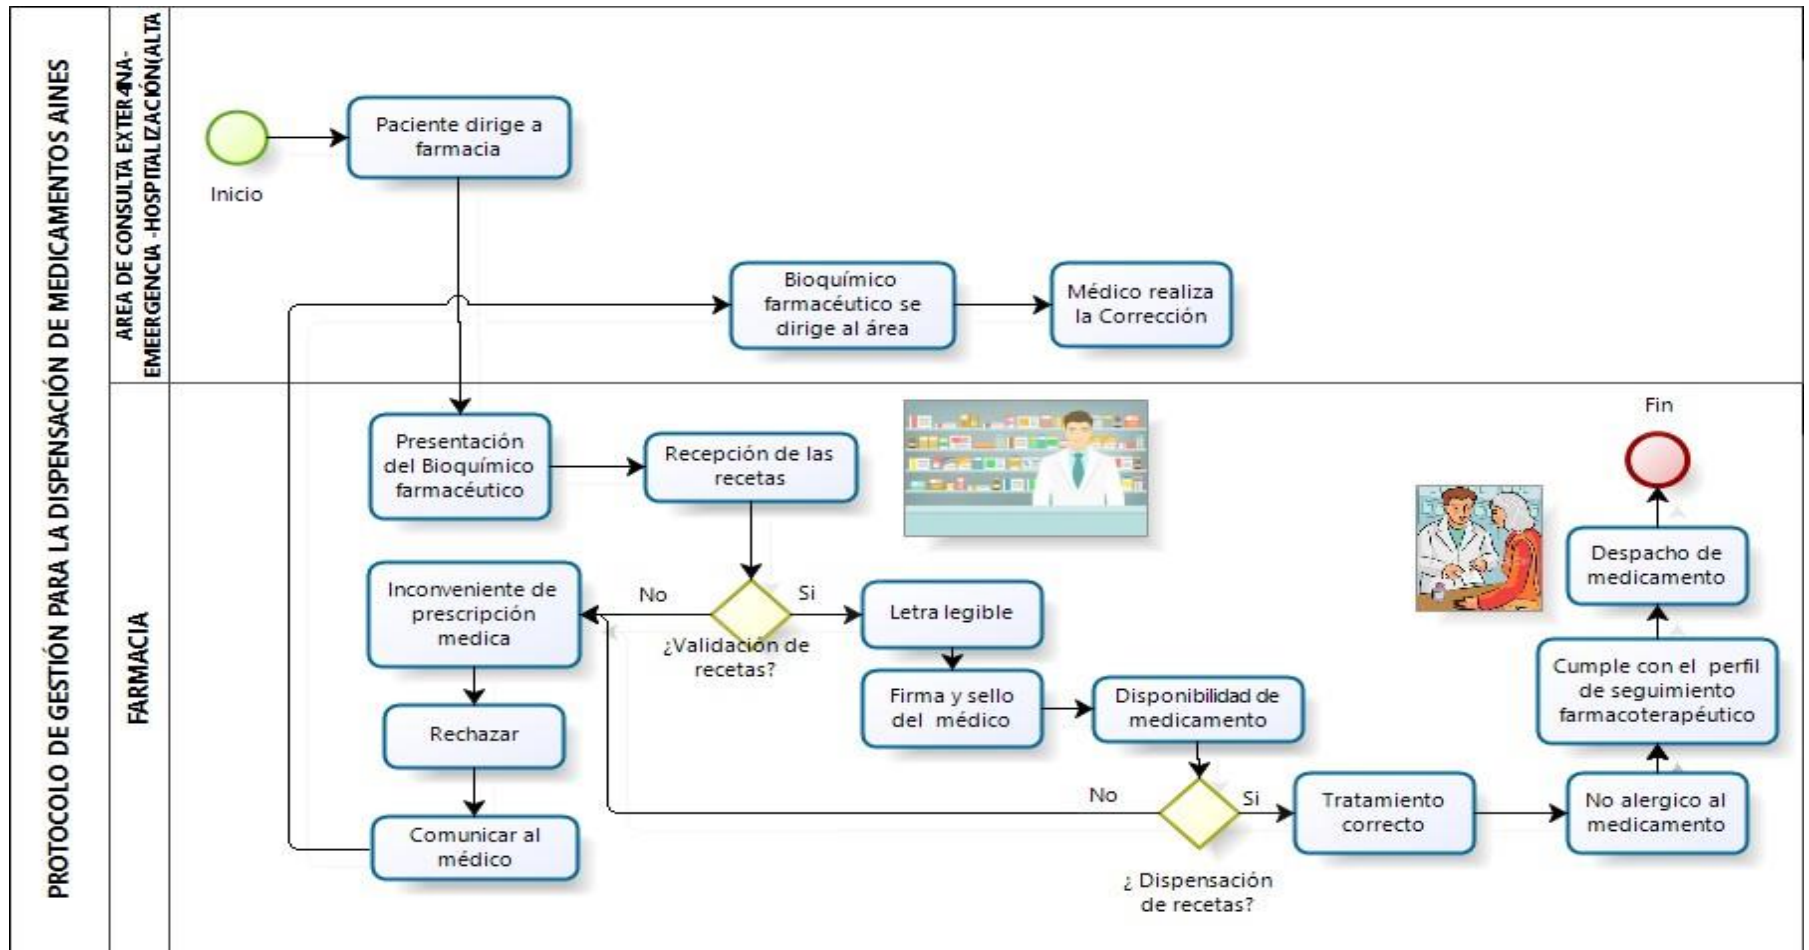 PROTOCOLO DE GESTIÓN PARA LA DISPENSACIÓN DE MEDICAMENTOS AINES
AREA DE CONSULTA EXTER4NA-
EMEERGENCIA -HOSPITALIZACIÓN(ALTA
Inicio
Paciente dirige a
farmacia
Bioquímico
farmacéutico se
dirige al área
Médico realiza
la Corrección
FARMACIA
Presentación
del Bioquímico
farmacéutico
Recepción de las
recetas
¿Validación de
recetas?
No
Si
Inconveniente de
prescripción
medica
Rechazar
Comunicar al
médico
Letra legible
Firma y sello
del médico
Disponibilidad de
medicamento
¿ Dispensación
de recetas?
No
Si
Tratamiento
correcto
No alergico al
medicamento
Cumple con el perfil
de seguimiento
farmacoterapéutico
Despacho de
medicamento
Fin